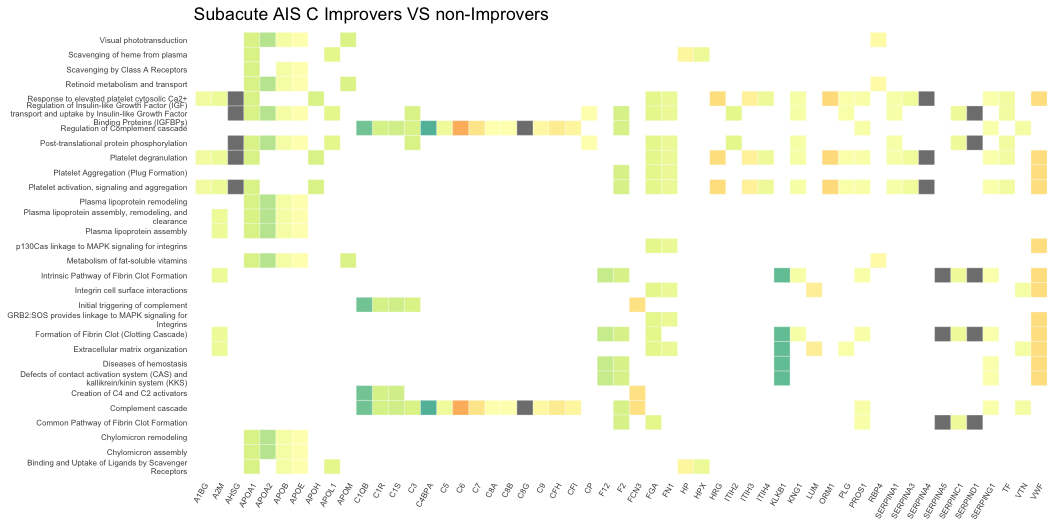 Subacute AIS C Improvers VS non-Improvers
Visual phototransduction
Scavenging of heme from plasma
Scavenging by Class A Receptors
Retinoid metabolism and transport
Response to elevated platelet cytosolic Ca2+
Regulation of Insulin-like Growth Factor (IGF)
transport and uptake by Insulin-like Growth Factor
Binding Proteins (IGFBPs)
Regulation of Complement cascade
Post-translational protein phosphorylation
Platelet degranulation
Platelet Aggregation (Plug Formation)
Platelet activation, signaling and aggregation
Plasma lipoprotein remodeling
Plasma lipoprotein assembly, remodeling, and
clearance
Plasma lipoprotein assembly
p130Cas linkage to MAPK signaling for integrins
Metabolism of fat-soluble vitamins
Intrinsic Pathway of Fibrin Clot Formation
Integrin cell surface interactions
Initial triggering of complement
GRB2:SOS provides linkage to MAPK signaling for
Integrins
Formation of Fibrin Clot (Clotting Cascade)
Extracellular matrix organization
Diseases of hemostasis
Defects of contact activation system (CAS) and
kallikrein/kinin system (KKS)
Creation of C4 and C2 activators
Complement cascade
Common Pathway of Fibrin Clot Formation
Chylomicron remodeling
Chylomicron assembly
Binding and Uptake of Ligands by Scavenger
Receptors
A1BG
A2M
AHSG
APOA1
APOA2
APOB
APOE
APOH
APOL1
APOM
C1QB
C1R
C1S
C3
C4BPA
C5
C6
C7
C8A
C8B
C8G
C9
CFH
CFI
CP
F12
F2
FCN3
FGA
FN1
HP
HPX
HRG
ITIH2
ITIH3
ITIH4
KLKB1
KNG1
LUM
ORM1
PLG
PROS1
RBP4
SERPINA1
SERPINA3
SERPINA4
SERPINA5
SERPINC1
SERPIND1
SERPING1
TF
VTN
VWF